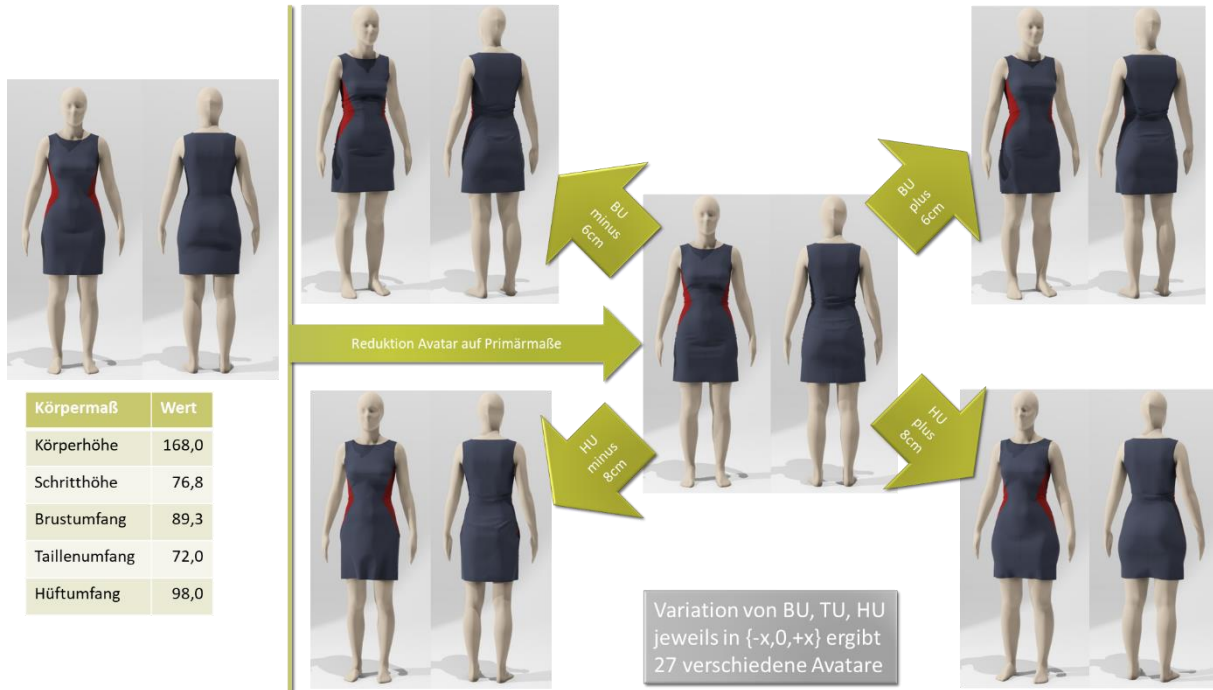 Körpermaß Wert
Körperhöhe 168,0
Schritthöhe 76,8
Brustumfang 89,3
Taillenumfang 72,0
Hüftumfang 98,0
BU
minus
6cm
BU
plus
6cm
Reduktion Avatar auf Primärmaße
HU
minus
8cm
HU
plus
8cm
Variation von BU, TU, HU
jeweils in {-x,0,+x} ergibt
27 verschiedene Avatare